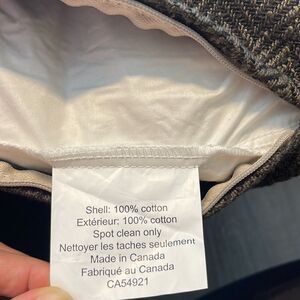 Shell: 100% cotton
Extérieur: 100% cotton
Spot clean only
Nettoyer les taches seulement
Made in Canada
Fabriqué au Canada
CA54921